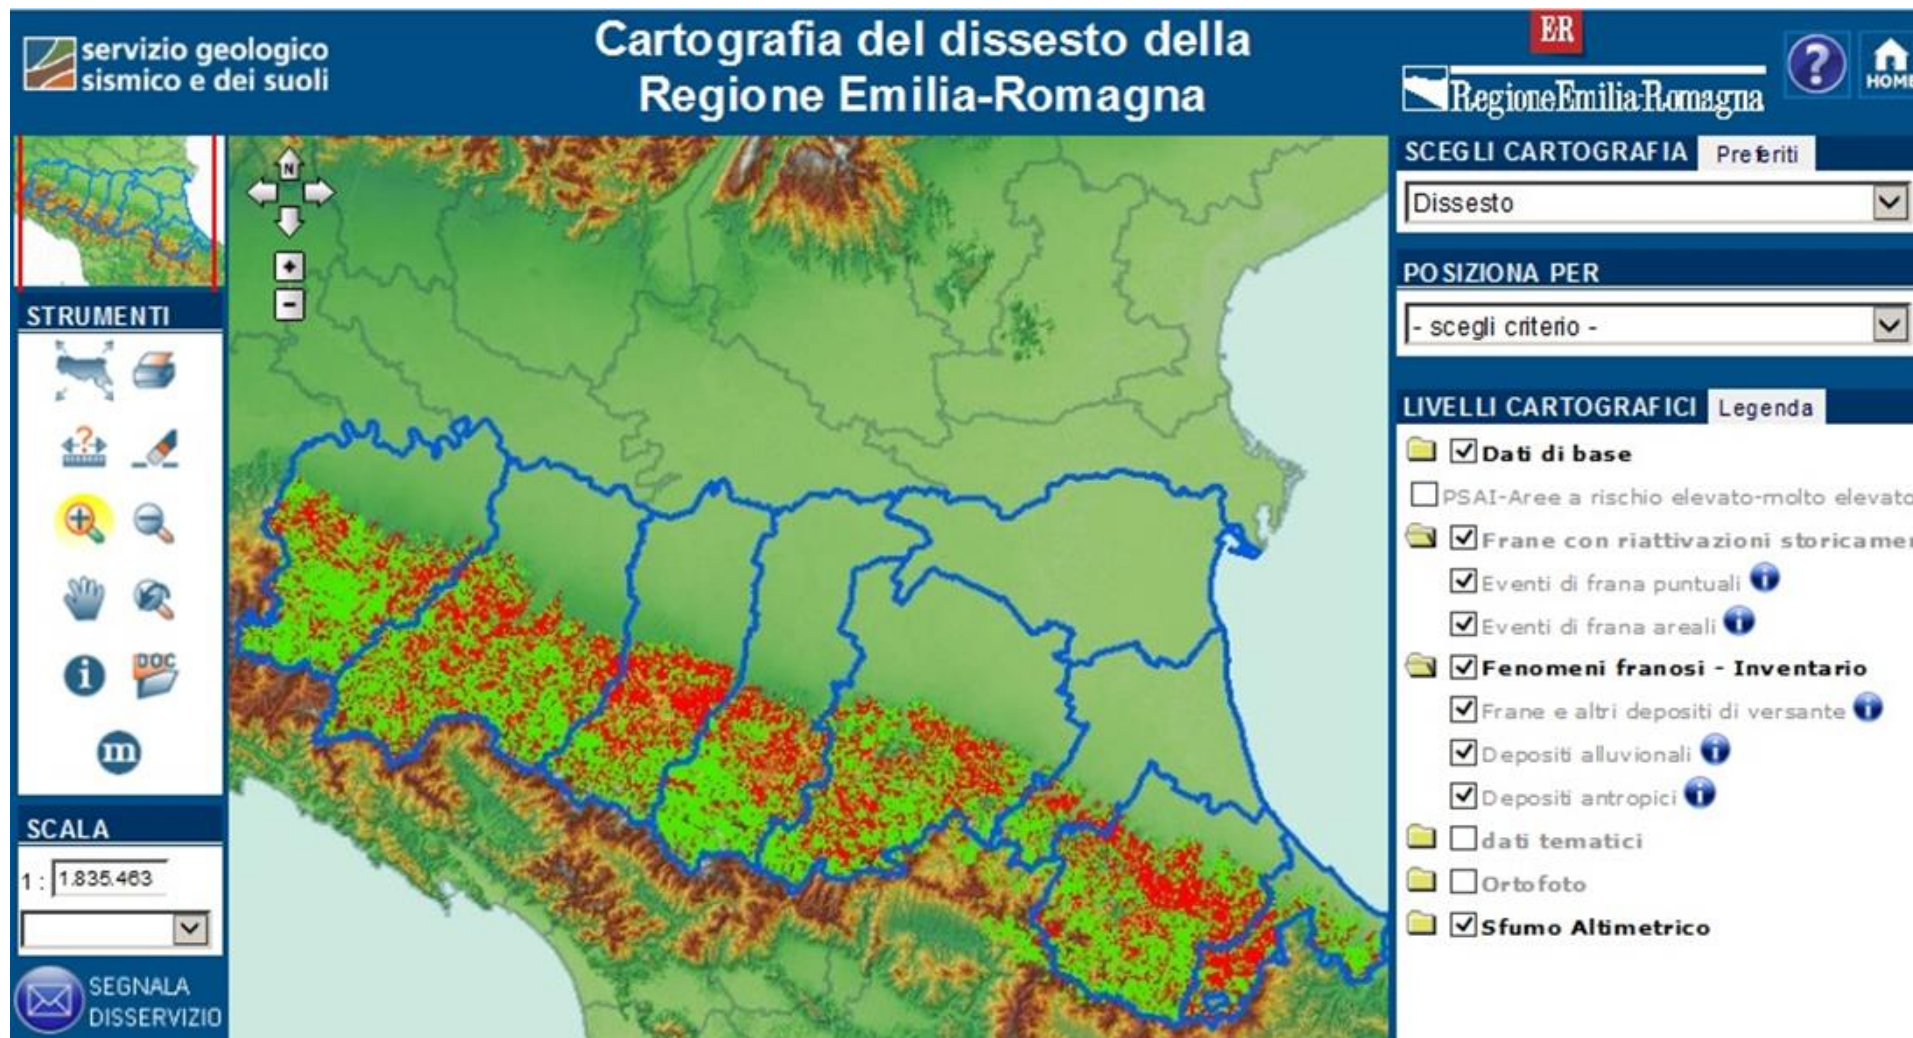 servizio geologico
sismico e dei suoli
Cartografia del dissesto della
Regione Emilia-Romagna
ER
RegioneEmiliaRomagna
?
HOME
SCEGLI CARTOGRAFIA Preferiti
Dissesto
POSIZIONA PER
- scegli criterio -
LIVELLI CARTOGRAFICI Legenda
Dati di base
PSAI-Aree a rischio elevato-molto elevato
Frane con riattivazioni storicamen
Eventi di frana puntuali i
Eventi di frana areali i
Fenomeni franosi - Inventario
Frane e altri depositi di versante i
Depositi alluvionali i
Depositi antropici i
dati tematici
Ortofoto
Sfumo Altimetrico
N
+
-
STRUMENTI
?
i
DOC
m
SCALA
1 : 1.835.463
SEGNALA
DISSERVIZIO